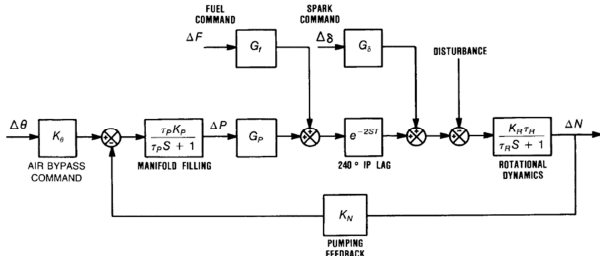 FUEL
COMMAND
ΔF
G_f
SPARK
COMMAND
Δδ
G_δ
DISTURBANCE
Δθ
K_θ
AIR BYPASS
COMMAND
τ_P K_P
τ_P S + 1
MANIFOLD FILLING
ΔP
G_P
e^-2ST
240° IP LAG
K_R τ_R
τ_R S + 1
ROTATIONAL
DYNAMICS
ΔN
K_N
PUMPING
FEEDBACK